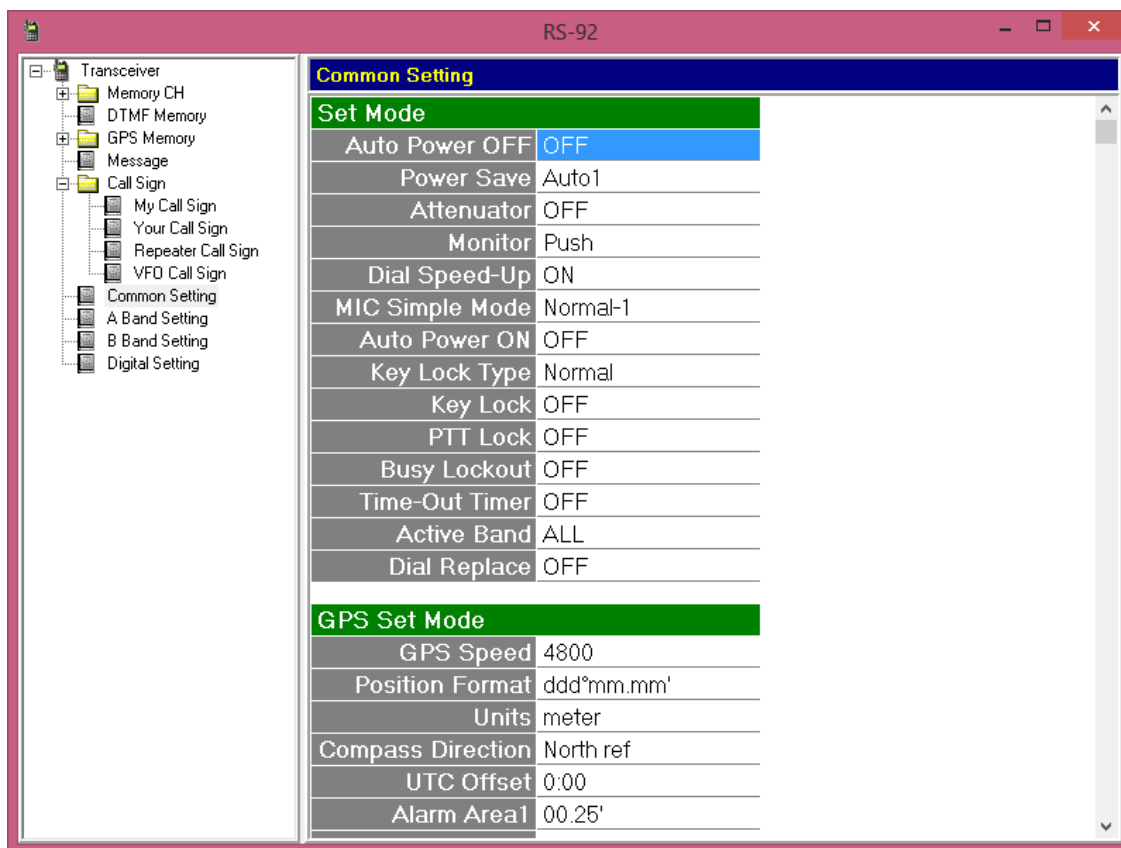 RS-92
Transceiver
Memory CH
DTMF Memory
GPS Memory
Message
Call Sign
My Call Sign
Your Call Sign
Repeater Call Sign
VFO Call Sign
Common Setting
A Band Setting
B Band Setting
Digital Setting
Common Setting
Set Mode
Auto Power OFF OFF
Power Save Auto1
Attenuator OFF
Monitor Push
Dial Speed-Up ON
MIC Simple Mode Normal-1
Auto Power ON OFF
Key Lock Type Normal
Key Lock OFF
PTT Lock OFF
Busy Lockout OFF
Time-Out Timer OFF
Active Band ALL
Dial Replace OFF
GPS Set Mode
GPS Speed 4800
Position Format ddd°mm.mm'
Units meter
Compass Direction North ref
UTC Offset 0:00
Alarm Area1 00.25'